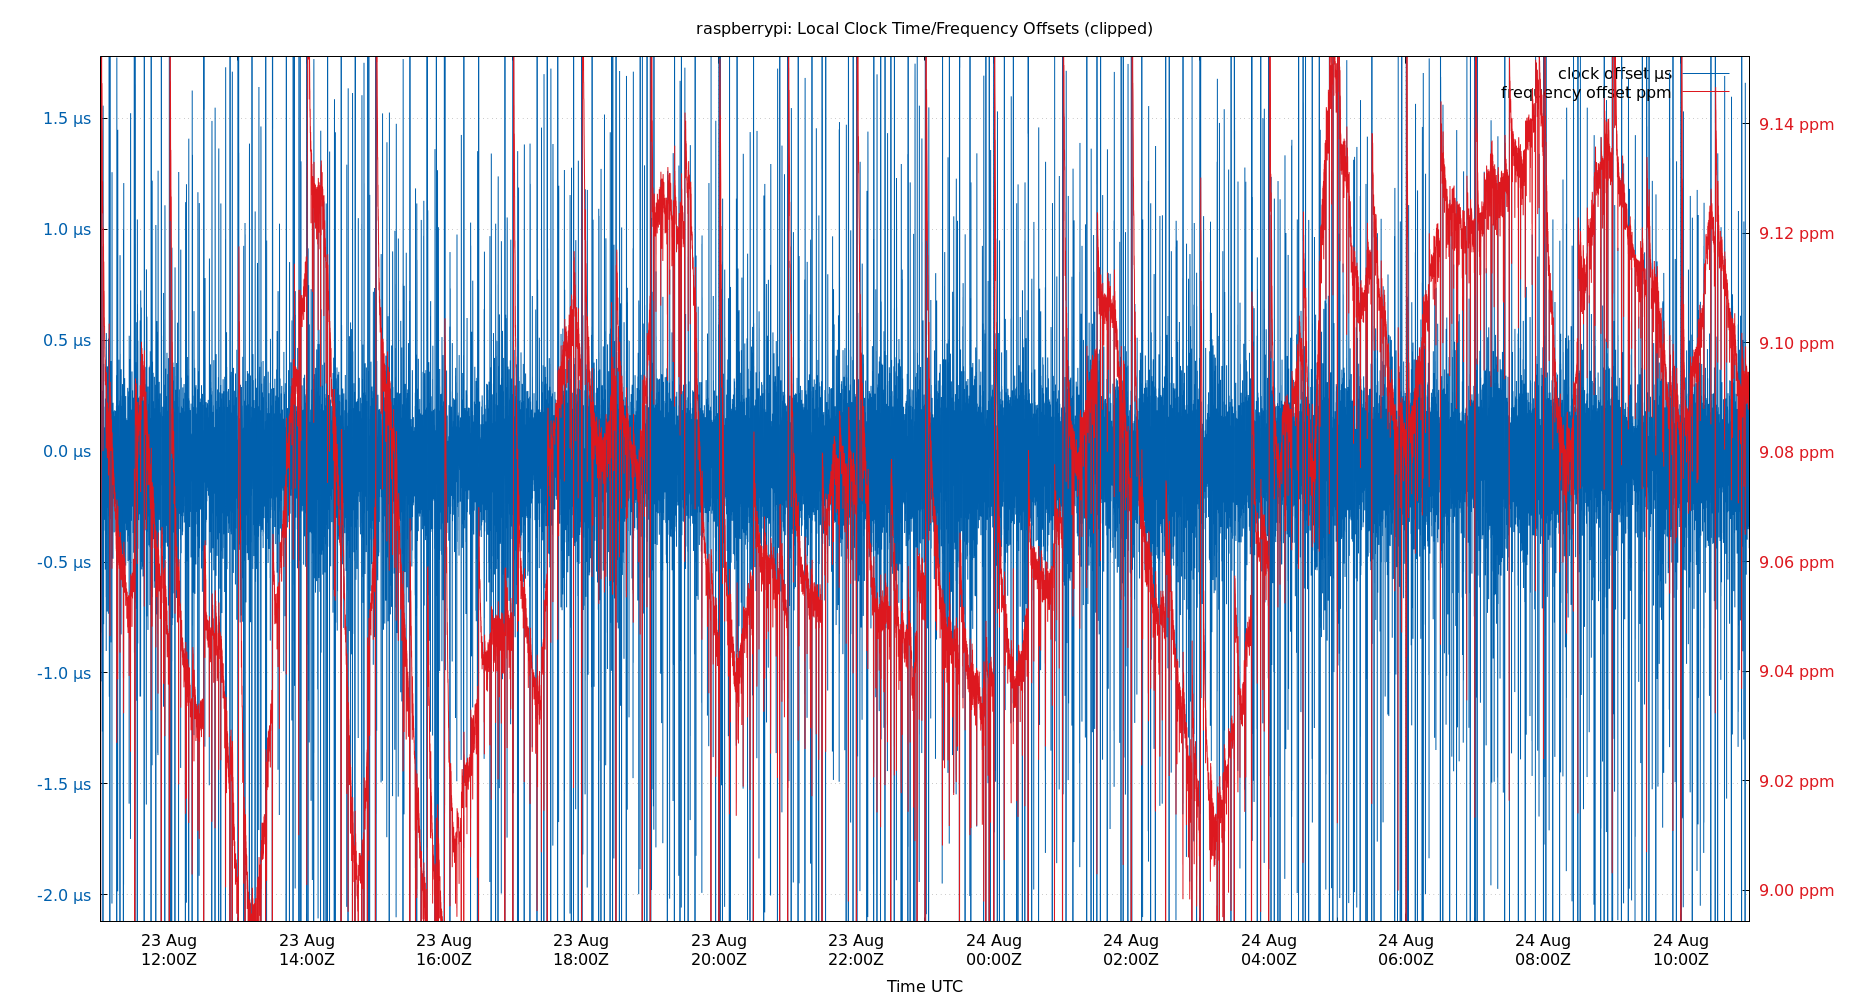 raspberrypi: Local Clock Time/Frequency Offsets (clipped)
clock offset µs
frequency offset ppm
1.5 µs
1.0 µs
0.5 µs
0.0 µs
-0.5 µs
-1.0 µs
-1.5 µs
-2.0 µs
9.14 ppm
9.12 ppm
9.10 ppm
9.08 ppm
9.06 ppm
9.04 ppm
9.02 ppm
9.00 ppm
23 Aug 23 Aug 23 Aug 23 Aug 23 Aug 23 Aug 24 Aug 24 Aug 24 Aug 24 Aug 24 Aug 24 Aug
12:00Z 14:00Z 16:00Z 18:00Z 20:00Z 22:00Z 00:00Z 02:00Z 04:00Z 06:00Z 08:00Z 10:00Z
Time UTC